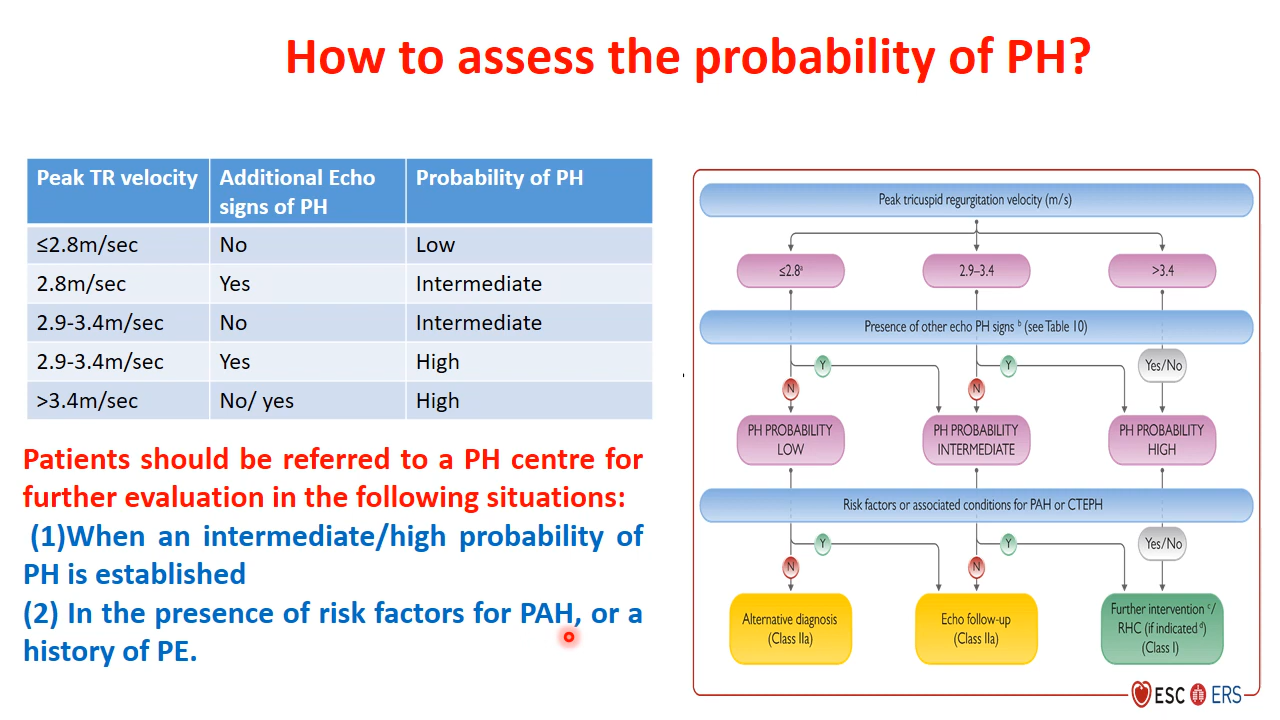 How to assess the probability of PH?
Peak TR velocity
Additional Echo
signs of PH
Probability of PH
≤2.8m/sec
No
Low
2.8m/sec
Yes
Intermediate
2.9-3.4m/sec
No
Intermediate
2.9-3.4m/sec
Yes
High
>3.4m/sec
No/ yes
High
Patients should be referred to a PH centre for
further evaluation in the following situations:
(1)When an intermediate/high probability of
PH is established
(2) In the presence of risk factors for PAH, or a
history of PE.
Peak tricuspid regurgitation velocity (m/s)
≤2.8ᵃ
2.9–3.4
>3.4
Presence of other echo PH signs ᵇ (see Table 10)
Y
Y
Yes/No
N
N
PH PROBABILITY
LOW
PH PROBABILITY
INTERMEDIATE
PH PROBABILITY
HIGH
Risk factors or associated conditions for PAH or CTEPH
Y
Y
Yes/No
N
N
Alternative diagnosis
(Class IIa)
Echo follow-up
(Class IIa)
Further intervention ᶜ/
RHC (if indicated ᵈ)
(Class I)
ESC ERS